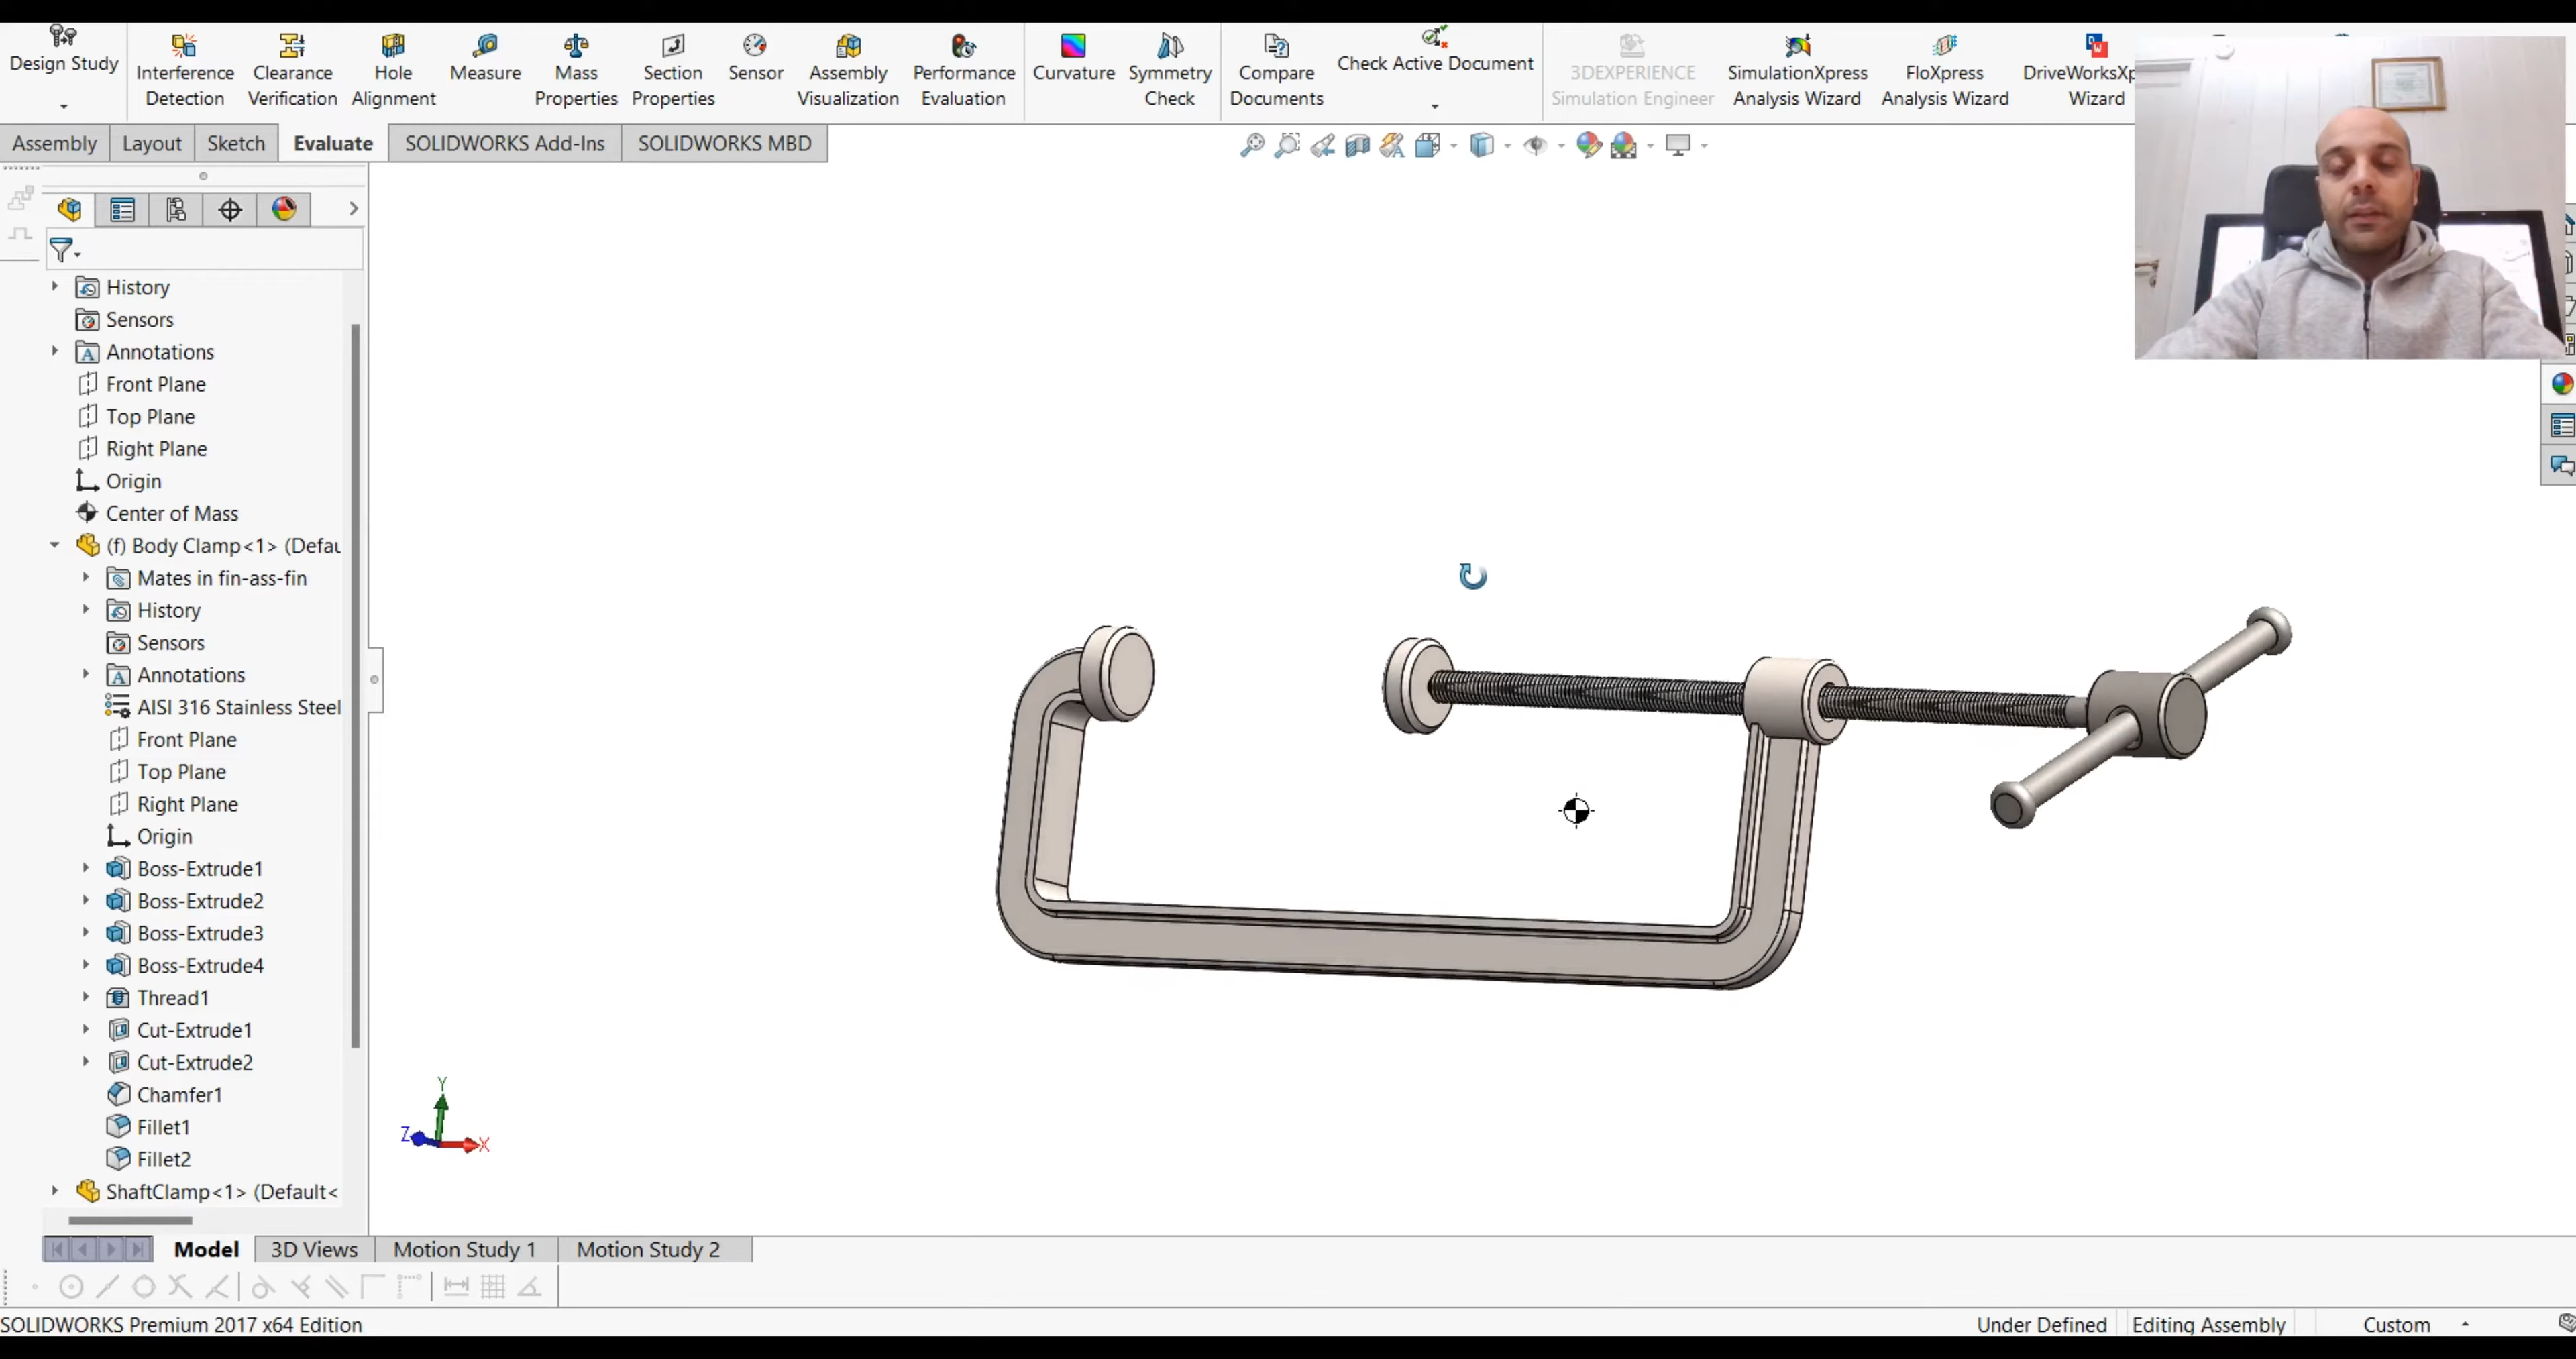 Design Study
Interference Detection
Clearance Verification
Hole Alignment
Measure
Mass Properties
Section Properties
Sensor
Assembly Visualization
Performance Evaluation
Curvature
Symmetry Check
Compare Documents
Check Active Document
3DEXPERIENCE Simulation Engineer
SimulationXpress Analysis Wizard
FloXpress Analysis Wizard
DriveWorksXp Wizard
Assembly
Layout
Sketch
Evaluate
SOLIDWORKS Add-Ins
SOLIDWORKS MBD
History
Sensors
Annotations
Front Plane
Top Plane
Right Plane
Origin
Center of Mass
(f) Body Clamp<1> (Defau
Mates in fin-ass-fin
History
Sensors
Annotations
AISI 316 Stainless Steel
Front Plane
Top Plane
Right Plane
Origin
Boss-Extrude1
Boss-Extrude2
Boss-Extrude3
Boss-Extrude4
Thread1
Cut-Extrude1
Cut-Extrude2
Chamfer1
Fillet1
Fillet2
ShaftClamp<1> (Default<
Y
Z
X
Model
3D Views
Motion Study 1
Motion Study 2
SOLIDWORKS Premium 2017 x64 Edition
Under Defined
Editing Assembly
Custom